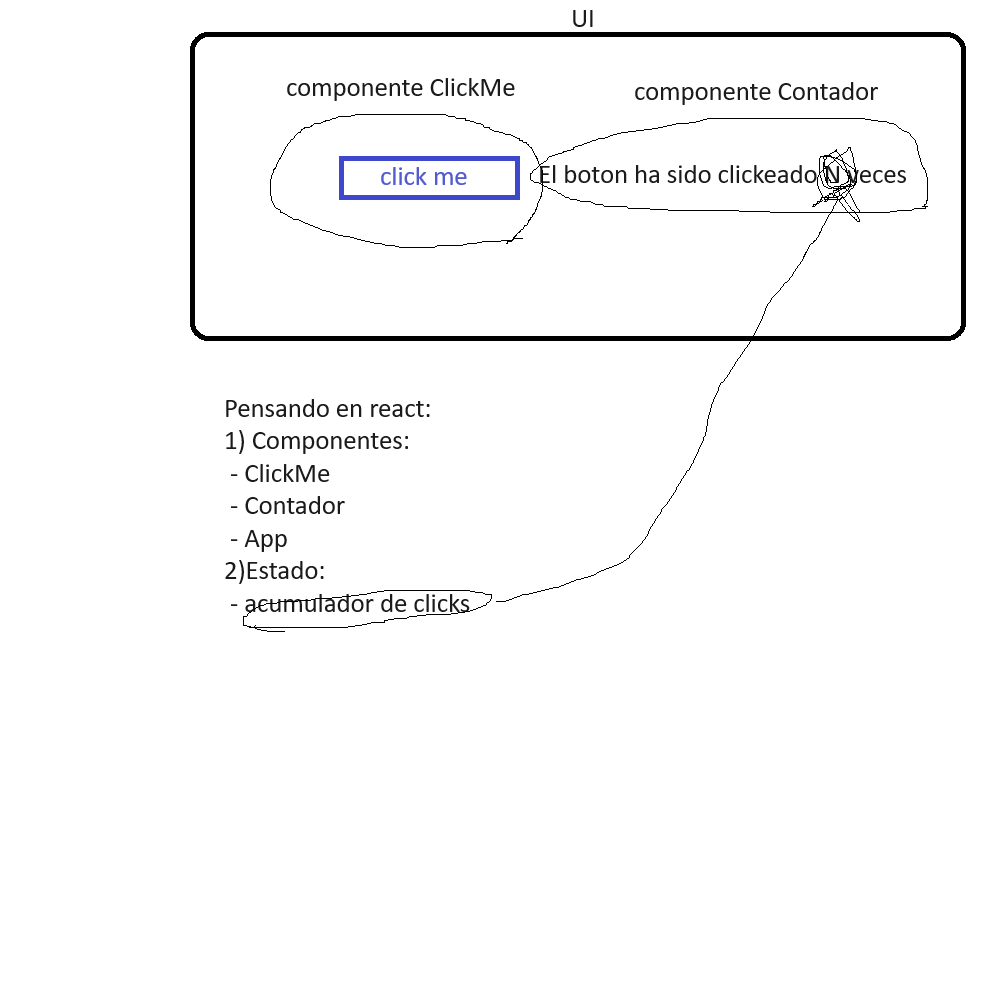 UI
componente ClickMe
componente Contador
click me
El boton ha sido clickeado N veces
Pensando en react:
1) Componentes:
- ClickMe
- Contador
- App
2)Estado:
- acumulador de clicks